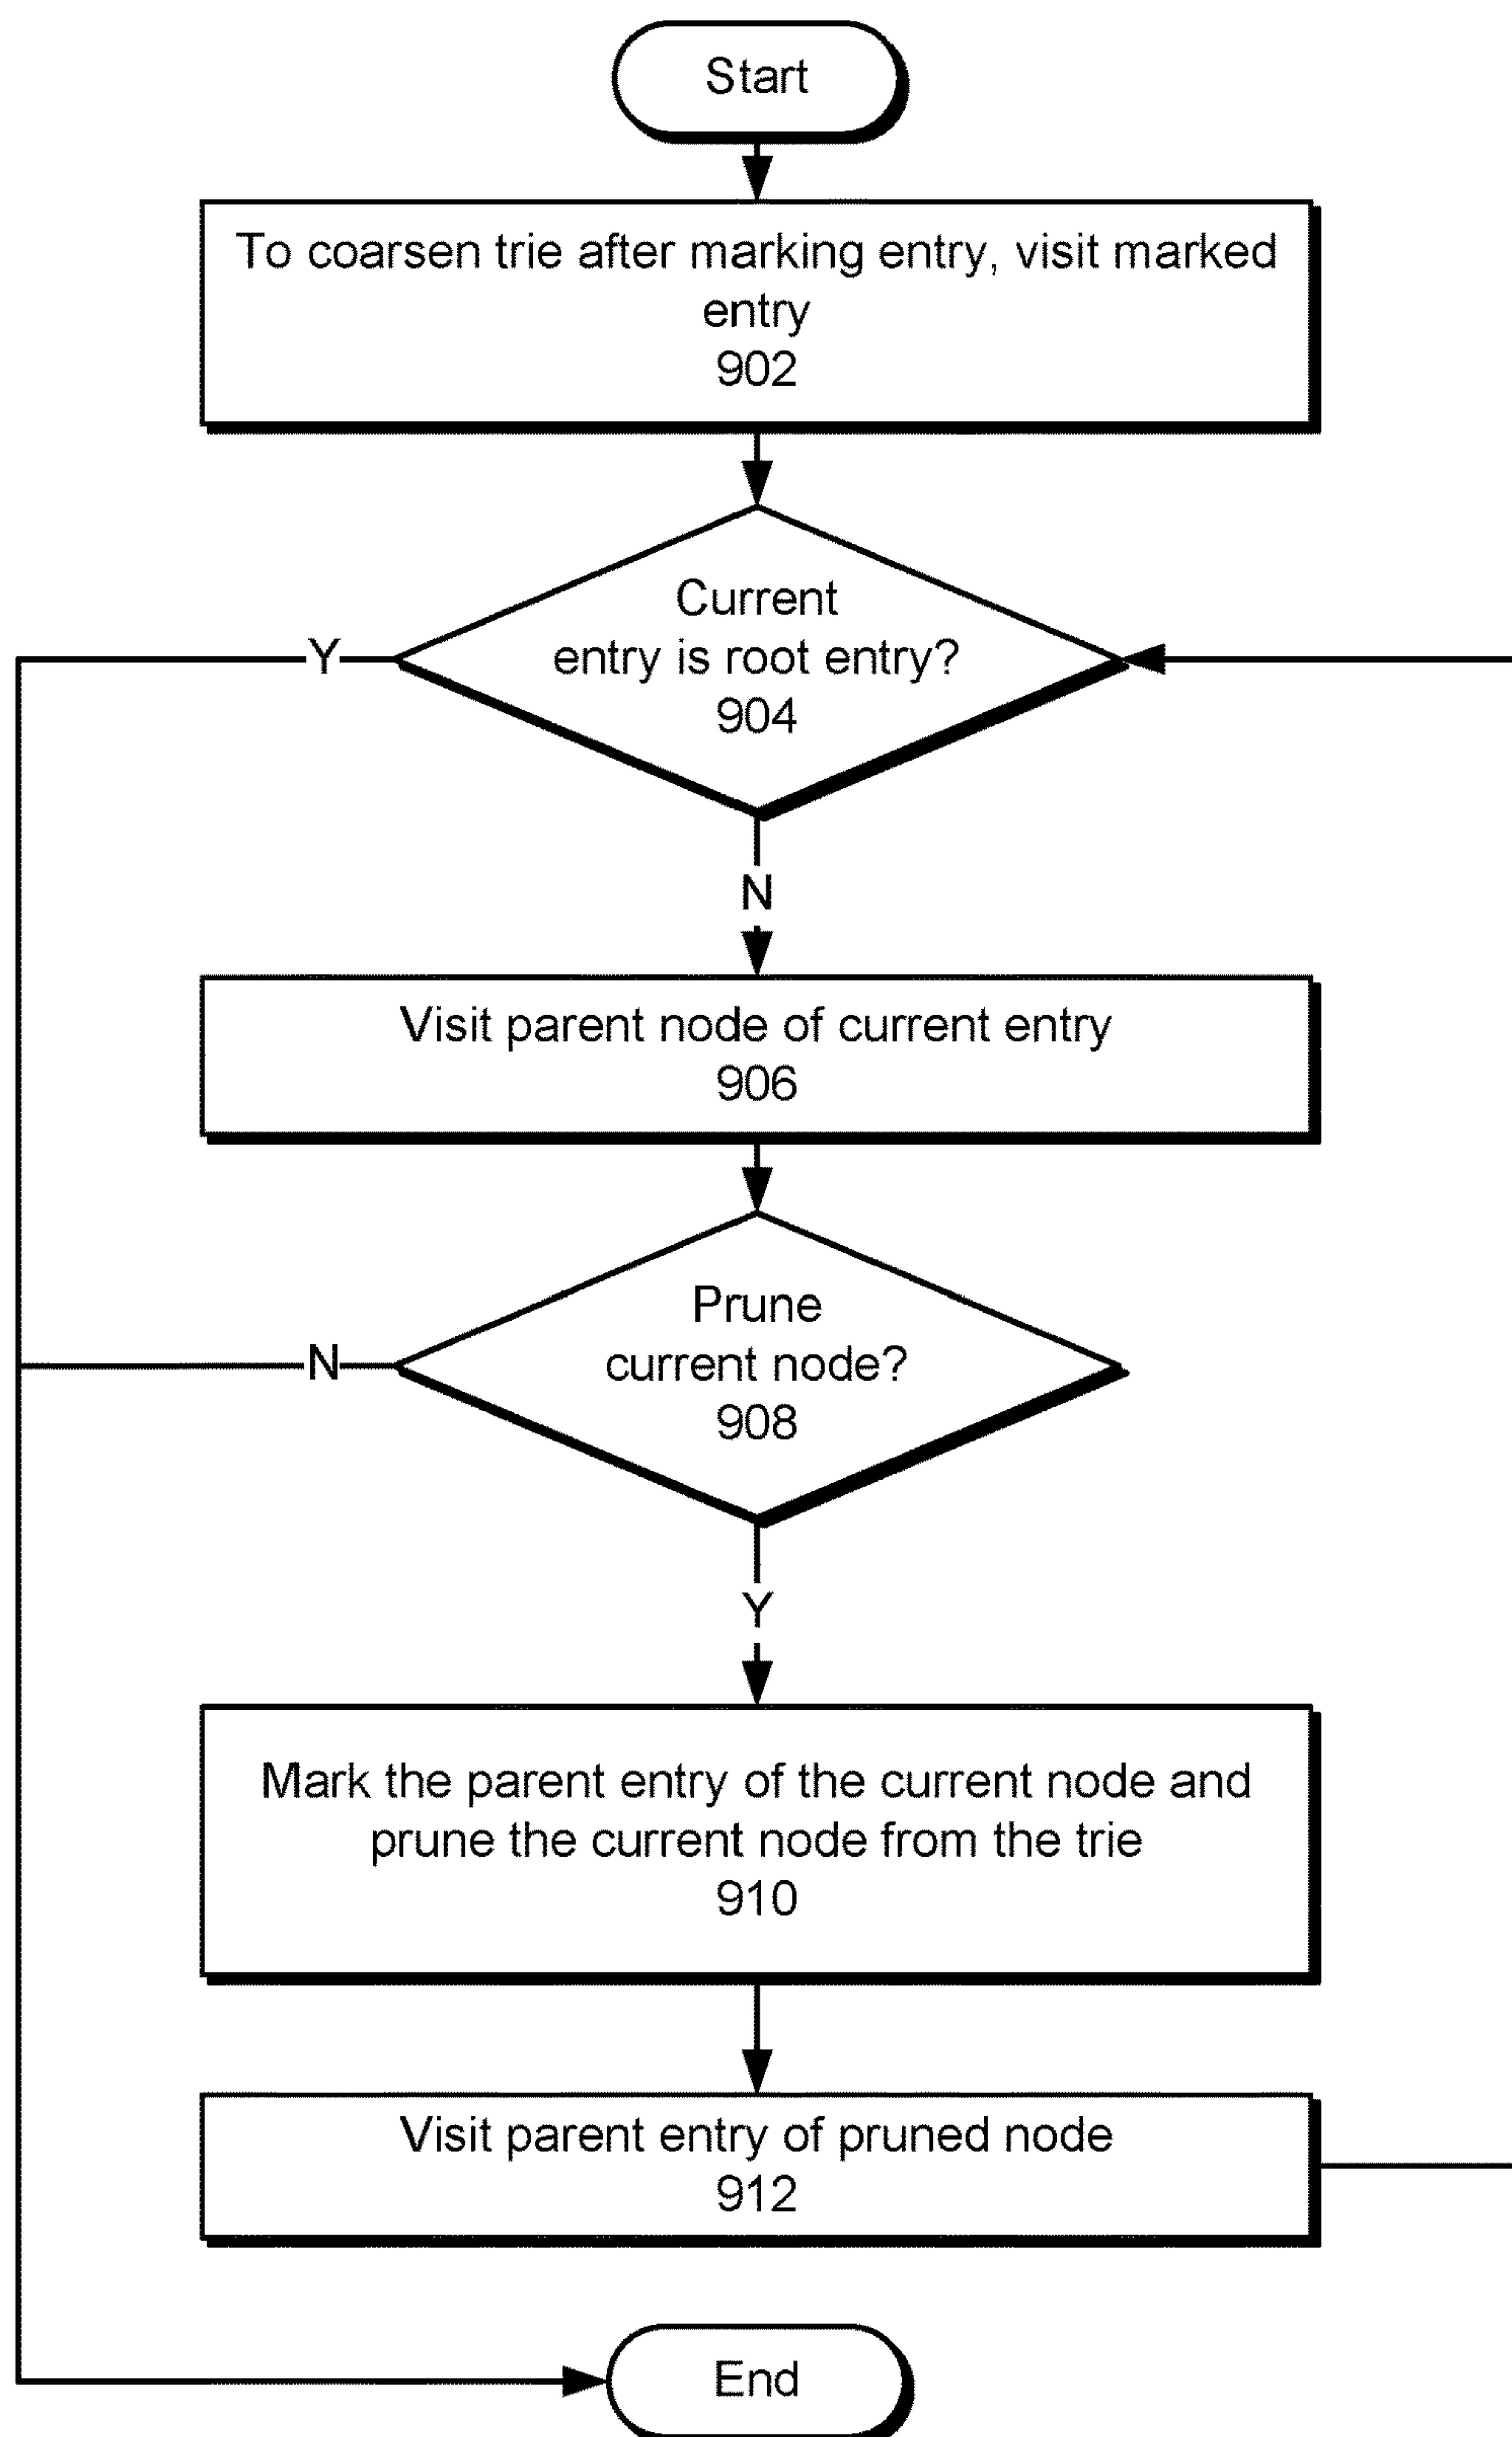 Start
To coarsen trie after marking entry, visit marked
entry
902
Current
entry is root entry?
904
Y
N
Visit parent node of current entry
906
Prune
current node?
908
N
Y
Mark the parent entry of the current node and
prune the current node from the trie
910
Visit parent entry of pruned node
912
End